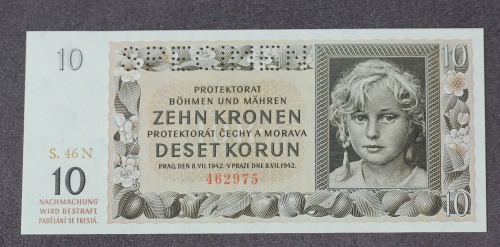 10 SPECIMEN 10
PROTEKTORAT
BÖHMEN UND MÄHREN
ZEHN KRONEN
PROTEKTORÁT ČECHY A MORAVA
DESET KORUN
PRAG, DEN 8.VII.1942.-V PRAZE DNE 8.VII.1942.
462975
S. 46 N
10
NACHMACHUNG
WIRD BESTRAFT.
PADĚLÁNÍ SE TRESTÁ.
10